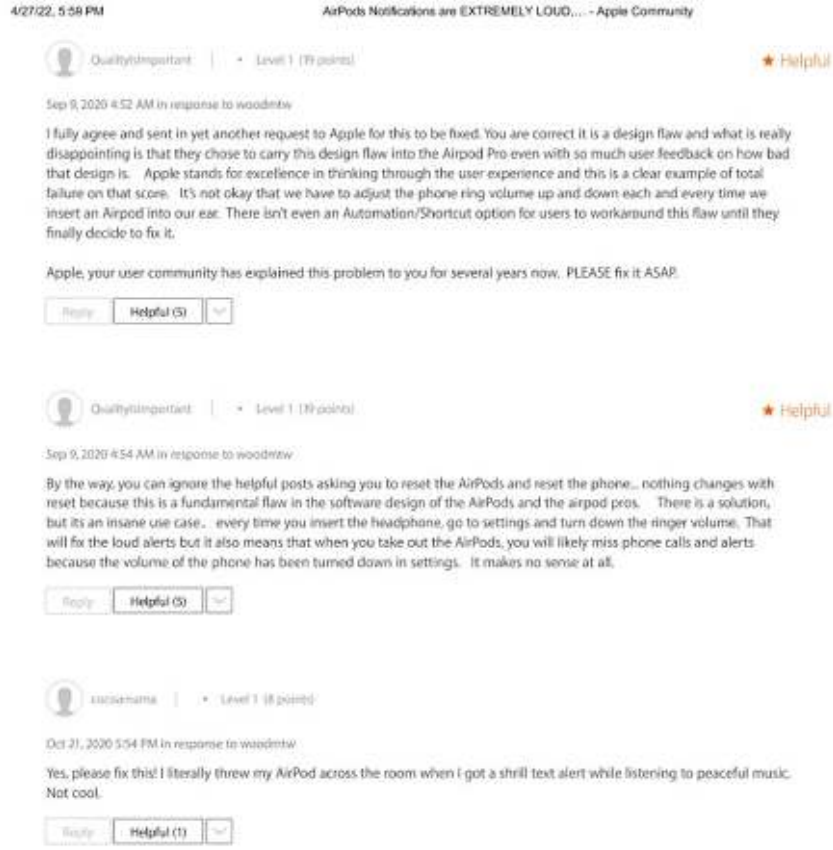 4/27/22, 5:59 PM AirPods Notifications are EXTREMELY LOUD,... - Apple Community
QualityIsImportant | • Level 1 (19 points)
★ Helpful
Sep 9, 2020 4:52 AM in response to woodmtw
I fully agree and sent in yet another request to Apple for this to be fixed. You are correct it is a design flaw and what is really
disappointing is that they chose to carry this design flaw into the Airpod Pro even with so much user feedback on how bad
that design is. Apple stands for excellence in thinking through the user experience and this is a clear example of total
failure on that score. It's not okay that we have to adjust the phone ring volume up and down each and every time we
insert an Airpod into our ear. There isn't even an Automation/Shortcut option for users to workaround this flaw until they
finally decide to fix it.
Apple, your user community has explained this problem to you for several years now. PLEASE fix it ASAP.
Reply Helpful (5)
QualityIsImportant | • Level 1 (19 points)
★ Helpful
Sep 9, 2020 4:54 AM in response to woodmtw
By the way, you can ignore the helpful posts asking you to reset the AirPods and reset the phone... nothing changes with
reset because this is a fundamental flaw in the software design of the AirPods and the airpod pros. There is a solution,
but its an insane use case. every time you insert the headphone, go to settings and turn down the ringer volume. That
will fix the loud alerts but it also means that when you take out the AirPods, you will likely miss phone calls and alerts
because the volume of the phone has been turned down in settings. It makes no sense at all.
Reply Helpful (5)
| • Level 1 (8 points)
Oct 21, 2020 5:54 PM in response to woodmtw
Yes, please fix this! I literally threw my AirPod across the room when i got a shrill text alert while listening to peaceful music.
Not cool.
Reply Helpful (1)